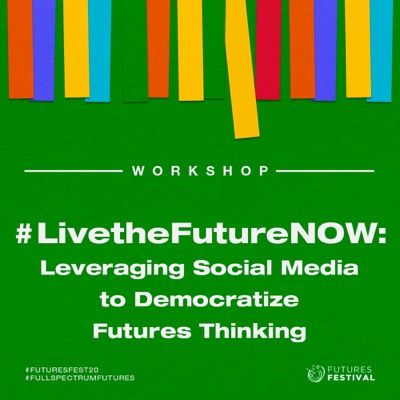 WORKSHOP
#LivetheFutureNOW:
Leveraging Social Media
to Democratize
Futures Thinking
#FUTURESFEST20
#FULLSPECTRUMFUTURES
FUTURES
FESTIVAL